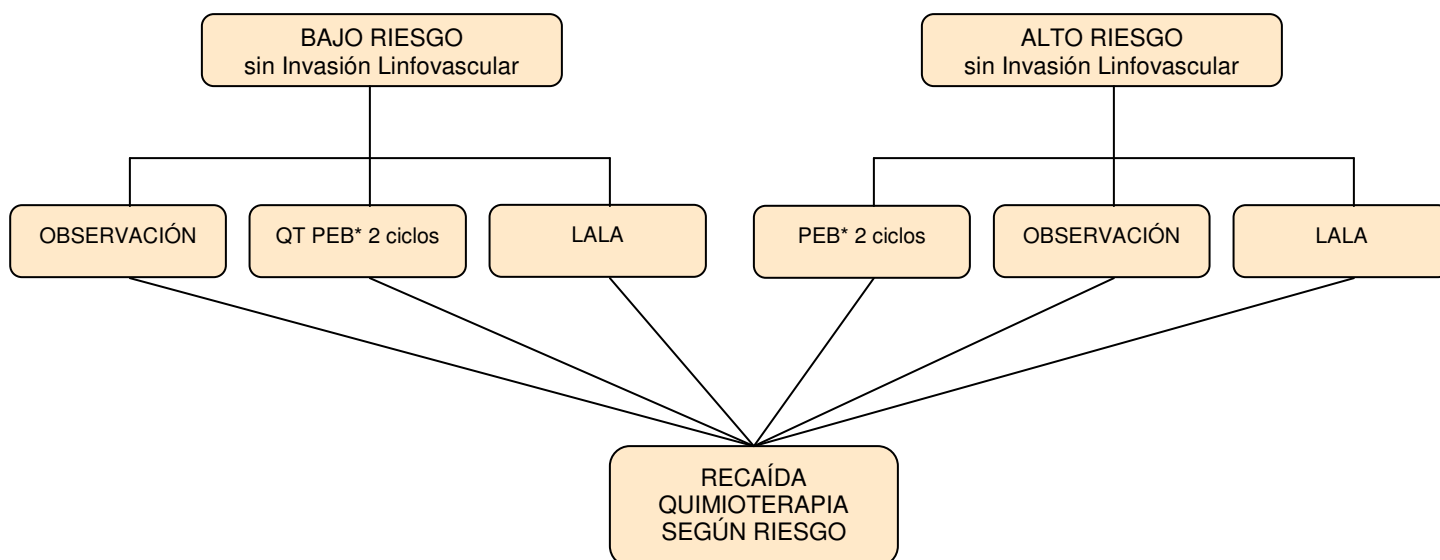 BAJO RIESGO
sin Invasión Linfovascular
ALTO RIESGO
sin Invasión Linfovascular
OBSERVACIÓN
QT PEB* 2 ciclos
LALA
PEB* 2 ciclos
OBSERVACIÓN
LALA
RECAÍDA
QUIMIOTERAPIA
SEGÚN RIESGO